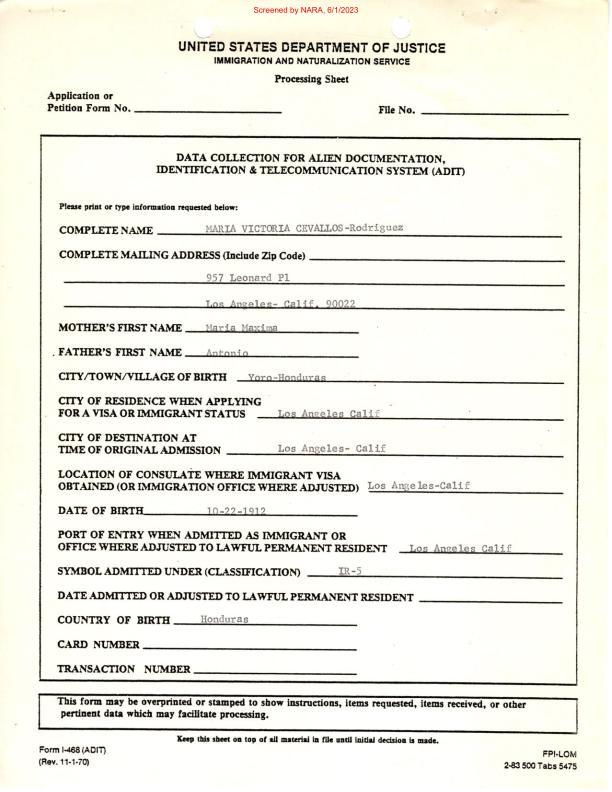 Screened by NARA, 6/1/2023
UNITED STATES DEPARTMENT OF JUSTICE
IMMIGRATION AND NATURALIZATION SERVICE
Processing Sheet
Application or
Petition Form No. File No.
DATA COLLECTION FOR ALIEN DOCUMENTATION,
IDENTIFICATION & TELECOMMUNICATION SYSTEM (ADIT)
Please print or type information requested below:
COMPLETE NAME MARIA VICTORIA CEVALLOS-Rodriguez
COMPLETE MAILING ADDRESS (Include Zip Code)
957 Leonard Pl
Los Angeles- Calif. 90022
MOTHER'S FIRST NAME Maria Maxima
FATHER'S FIRST NAME Antonio
CITY/TOWN/VILLAGE OF BIRTH Yoro-Honduras
CITY OF RESIDENCE WHEN APPLYING
FOR A VISA OR IMMIGRANT STATUS Los Angeles Calif
CITY OF DESTINATION AT
TIME OF ORIGINAL ADMISSION Los Angeles- Calif
LOCATION OF CONSULATE WHERE IMMIGRANT VISA
OBTAINED (OR IMMIGRATION OFFICE WHERE ADJUSTED) Los Angeles-Calif
DATE OF BIRTH 10-22-1912
PORT OF ENTRY WHEN ADMITTED AS IMMIGRANT OR
OFFICE WHERE ADJUSTED TO LAWFUL PERMANENT RESIDENT Los Angeles Calif
SYMBOL ADMITTED UNDER (CLASSIFICATION) IR-5
DATE ADMITTED OR ADJUSTED TO LAWFUL PERMANENT RESIDENT
COUNTRY OF BIRTH Honduras
CARD NUMBER
TRANSACTION NUMBER
This form may be overprinted or stamped to show instructions, items requested, items received, or other
pertinent data which may facilitate processing.
Keep this sheet on top of all material in file until initial decision is made.
Form I-468 (ADIT)
(Rev. 11-1-70)
FPI-LOM
2-83 500 Tabs 5475